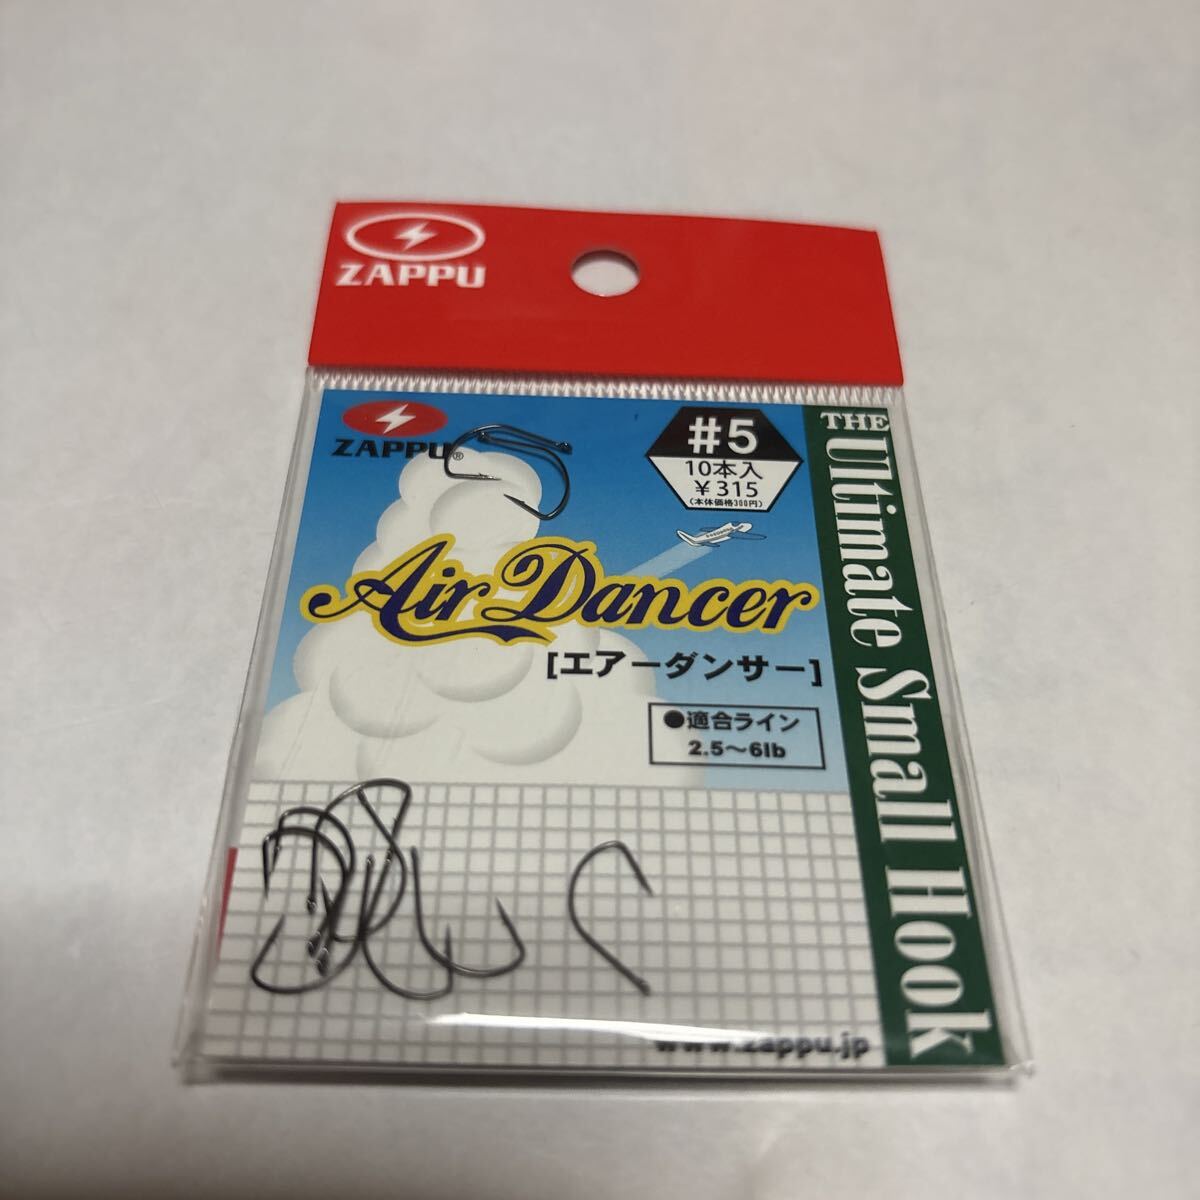 ZAPPU
ZAPPU®
#5
10本入
¥315
(本体価格300円)
Air Dancer
[エアーダンサー]
●適合ライン
2.5～6lb
THE Ultimate Small Hook
www.zappu.jp